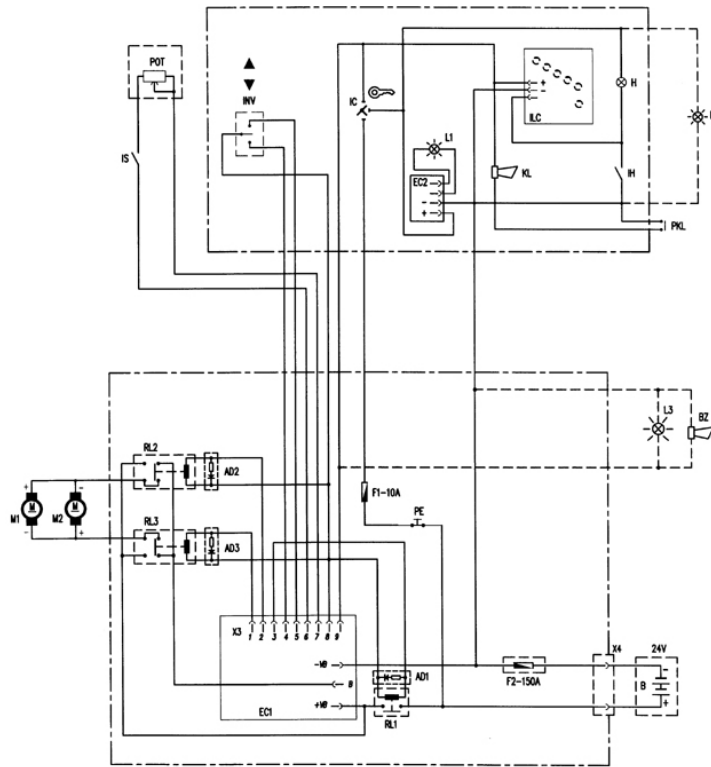 POT
INV
IS
IC
L1
EC2
-
+
+
-
ILC
H
KL
IH
PKL
L3
BZ
RL2
AD2
+
-
M
M1
M
M2
-
+
RL3
AD3
F1-10A
PE
X3
1 2 3 4 5 6 7 8 9
-VB
B
+VB
EC1
AD1
RL1
F2-150A
X4
24V
-
B
+